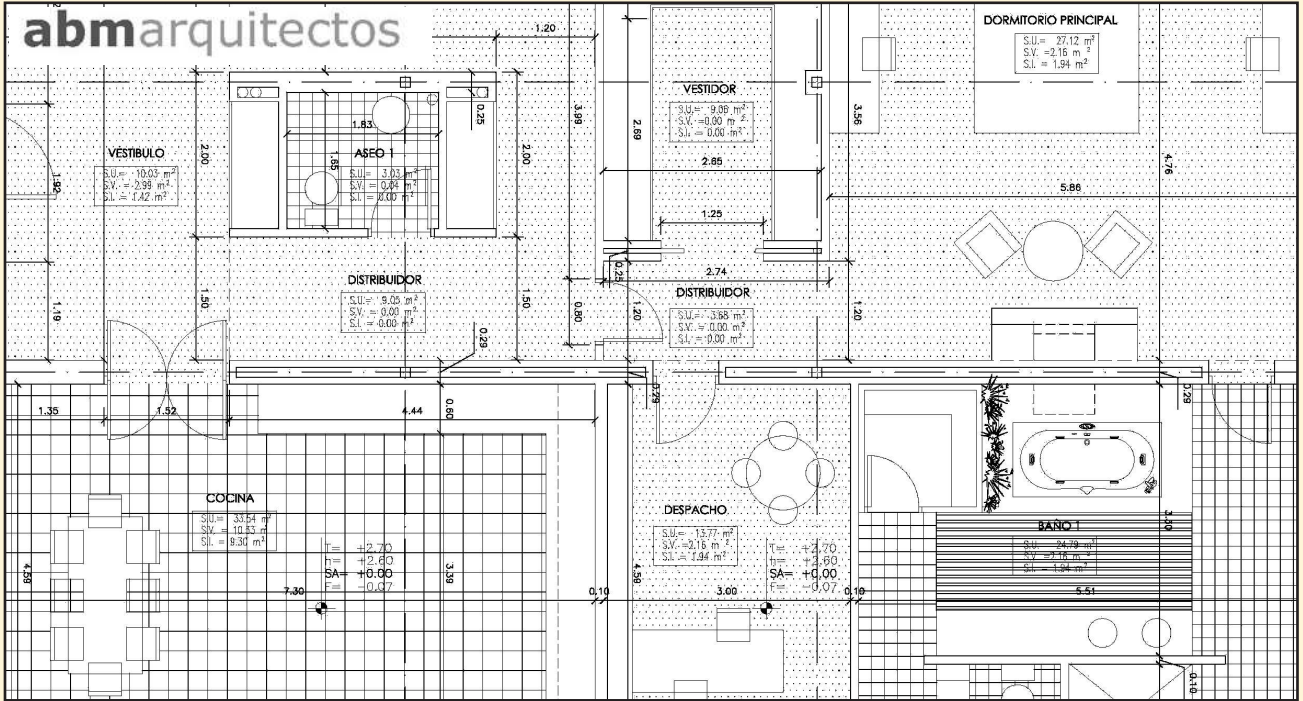 abmarquitectos
DORMITORIO PRINCIPAL
S.U.= 27.12 m²
S.V. =2.16 m ²
S.I. = 1.94 m²
VESTIDOR
S.U.= 9.06 m²
S.V. =0.00 m ²
S.I. = 0.00 m²
VESTIBULO
S.U.= 10.03 m²
S.V. = 2.99 m²
S.I. = 1.42 m²
ASEO 1
S.U.= 3.03 m²
S.V. = 0.04 m²
S.I. = 0.00 m²
DISTRIBUIDOR
S.U.= 9.05 m²
S.V. = 0.00 m²
S.I. = 0.00 m²
DISTRIBUIDOR
S.U.= 3.68 m²
S.V. = 0.00 m²
S.I. = 0.00 m²
COCINA
S.U.= 33.54 m²
S.V. = 10.33 m²
S.I. = 9.30 m²
DESPACHO
S.U.= 13.77 m²
S.V. =2.16 m ²
S.I. = 1.94 m²
BAÑO 1
S.U. 24.79 m²
S.V. =2.16 m ²
S.I. = 1.94 m²
T= +2.70
h= +2.60
SA= +0.00
F= -0.07
T= +2.70
h= +2.60
SA= +0.00
F= -0.07
1.20
0.25
1.83
1.65
2.00
2.00
1.92
1.19
1.50
1.50
3.99
0.80
2.69
2.65
1.25
0.25
2.74
1.20
3.56
1.20
4.76
5.86
0.29
0.29
0.29
1.35
1.52
4.44
0.60
4.59
7.30
3.39
0.10
4.59
3.00
0.10
5.51
3.50
0.10